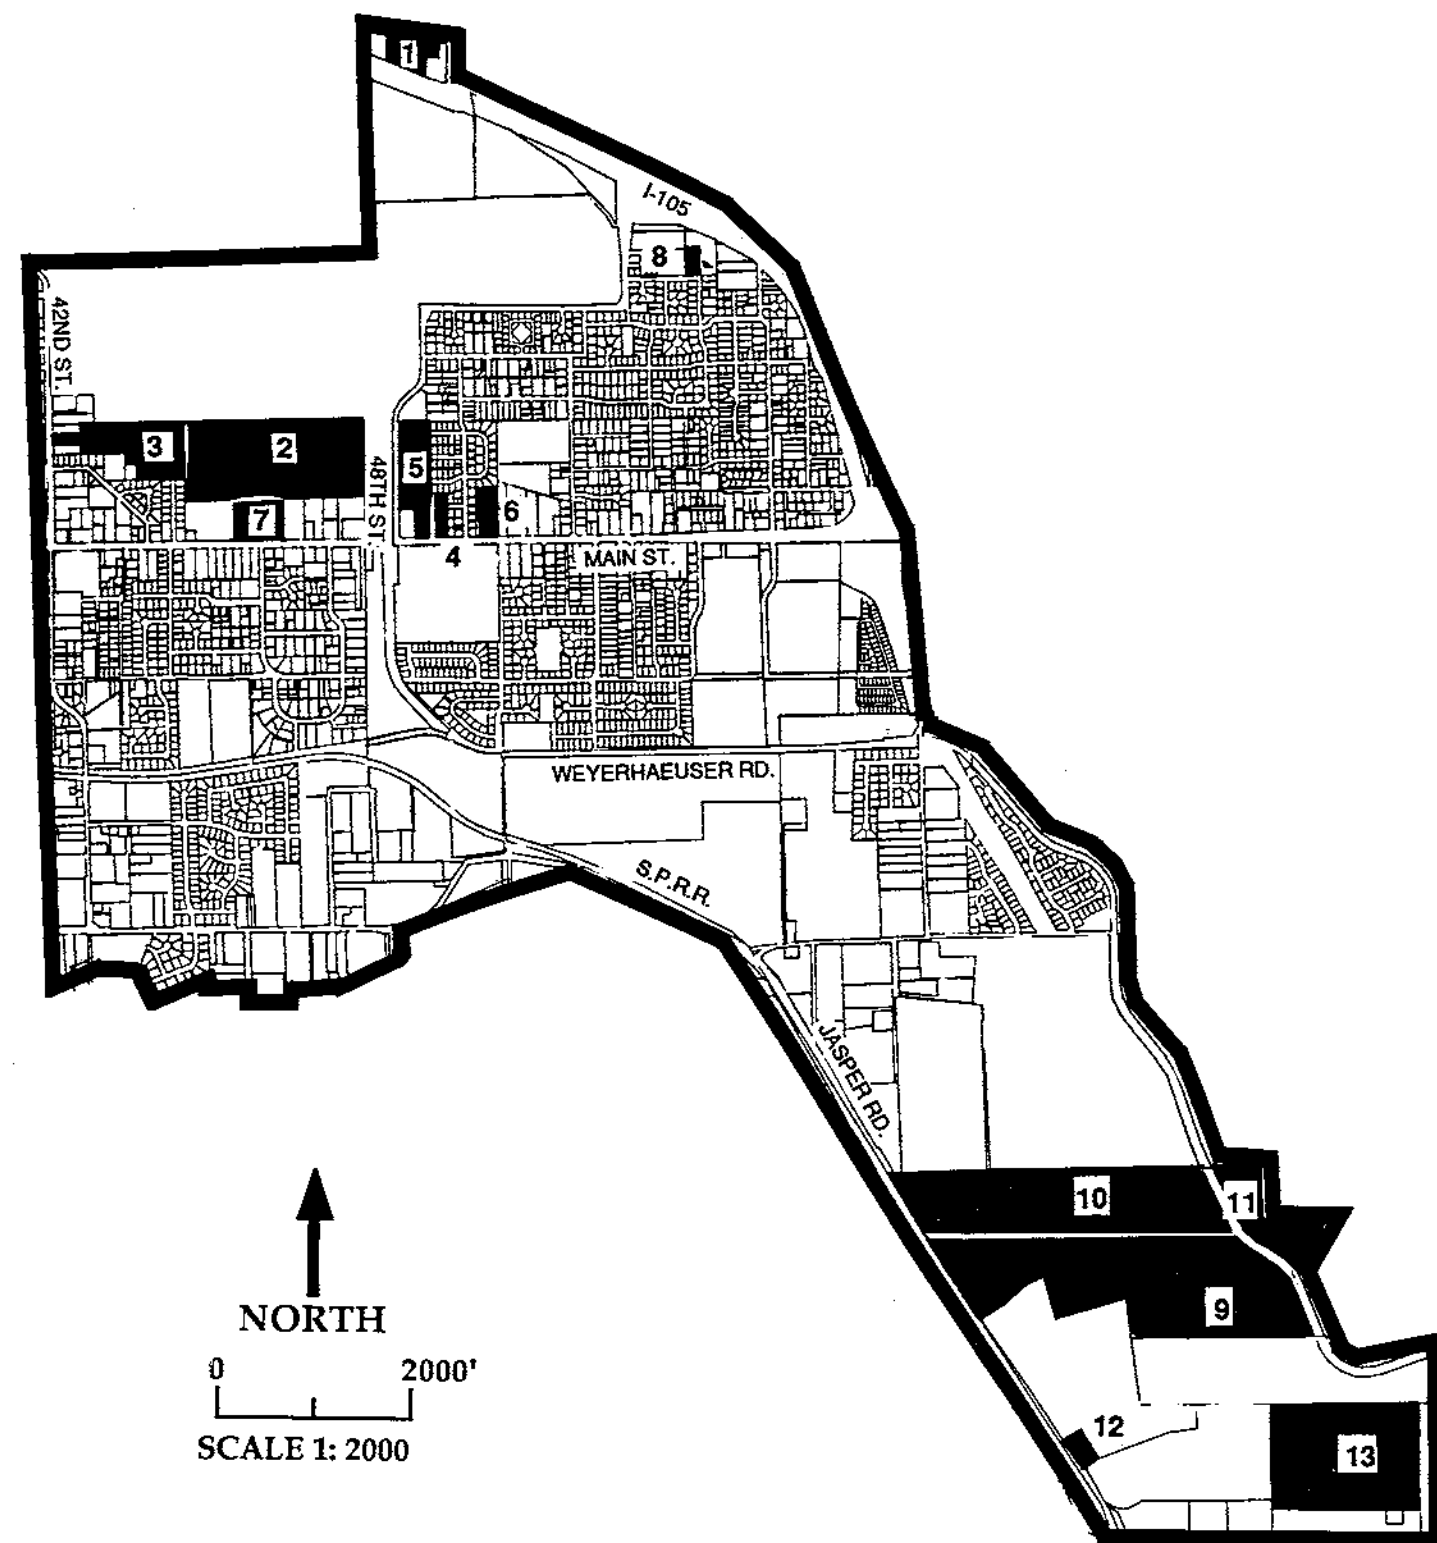 1
I-105
8
42ND ST.
3
2
48TH ST.
5
6
7
4
MAIN ST.
WEYERHAEUSER RD.
S.P.R.R.
JASPER RD.
10
11
9
NORTH
0 2000'
SCALE 1: 2000
12
13